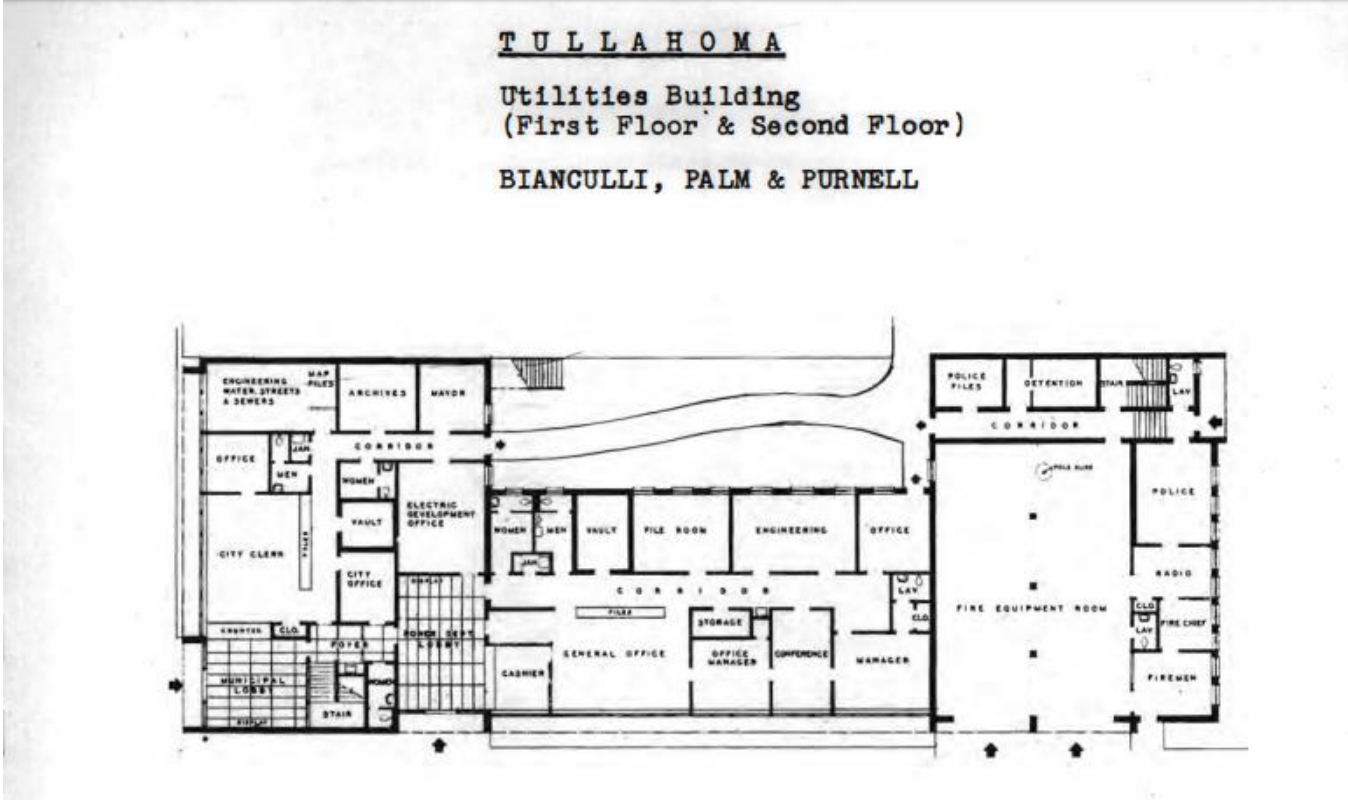 TULLAHOMA
Utilities Building
(First Floor & Second Floor)
BIANCULLI, PALM & PURNELL
ENGINEERING
WATER, STREETS
& SEWERS
MAP
FILES
ARCHIVES
MAYOR
CORRIDOR
OFFICE
JAN.
MEN
WOMEN
VAULT
ELECTRIC
DEVELOPMENT
OFFICE
CITY CLERK
FILES
CITY
OFFICE
COUNTER
CLO.
FOYER
DISPLAY
POWER DEPT.
LOBBY
MUNICIPAL
LOBBY
DISPLAY
STAIR
WOMEN
WOMEN
MEN
JAN.
VAULT
FILE ROOM
ENGINEERING
OFFICE
CORRIDOR
FILES
GENERAL OFFICE
CASHIER
STORAGE
OFFICE
MANAGER
CONFERENCE
LAV.
CLO.
MANAGER
POLICE
FILES
DETENTION
STAIR
LAV.
CORRIDOR
POLE SLIDE
POLICE
RADIO
FIRE EQUIPMENT ROOM
CLO.
LAV.
FIRE CHIEF
FIREMEN